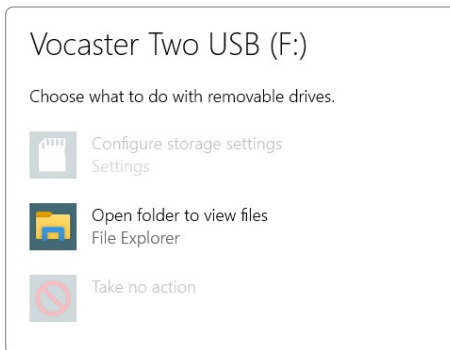 Vocaster Two USB (F:)
Choose what to do with removable drives.
Configure storage settings
Settings
Open folder to view files
File Explorer
Take no action